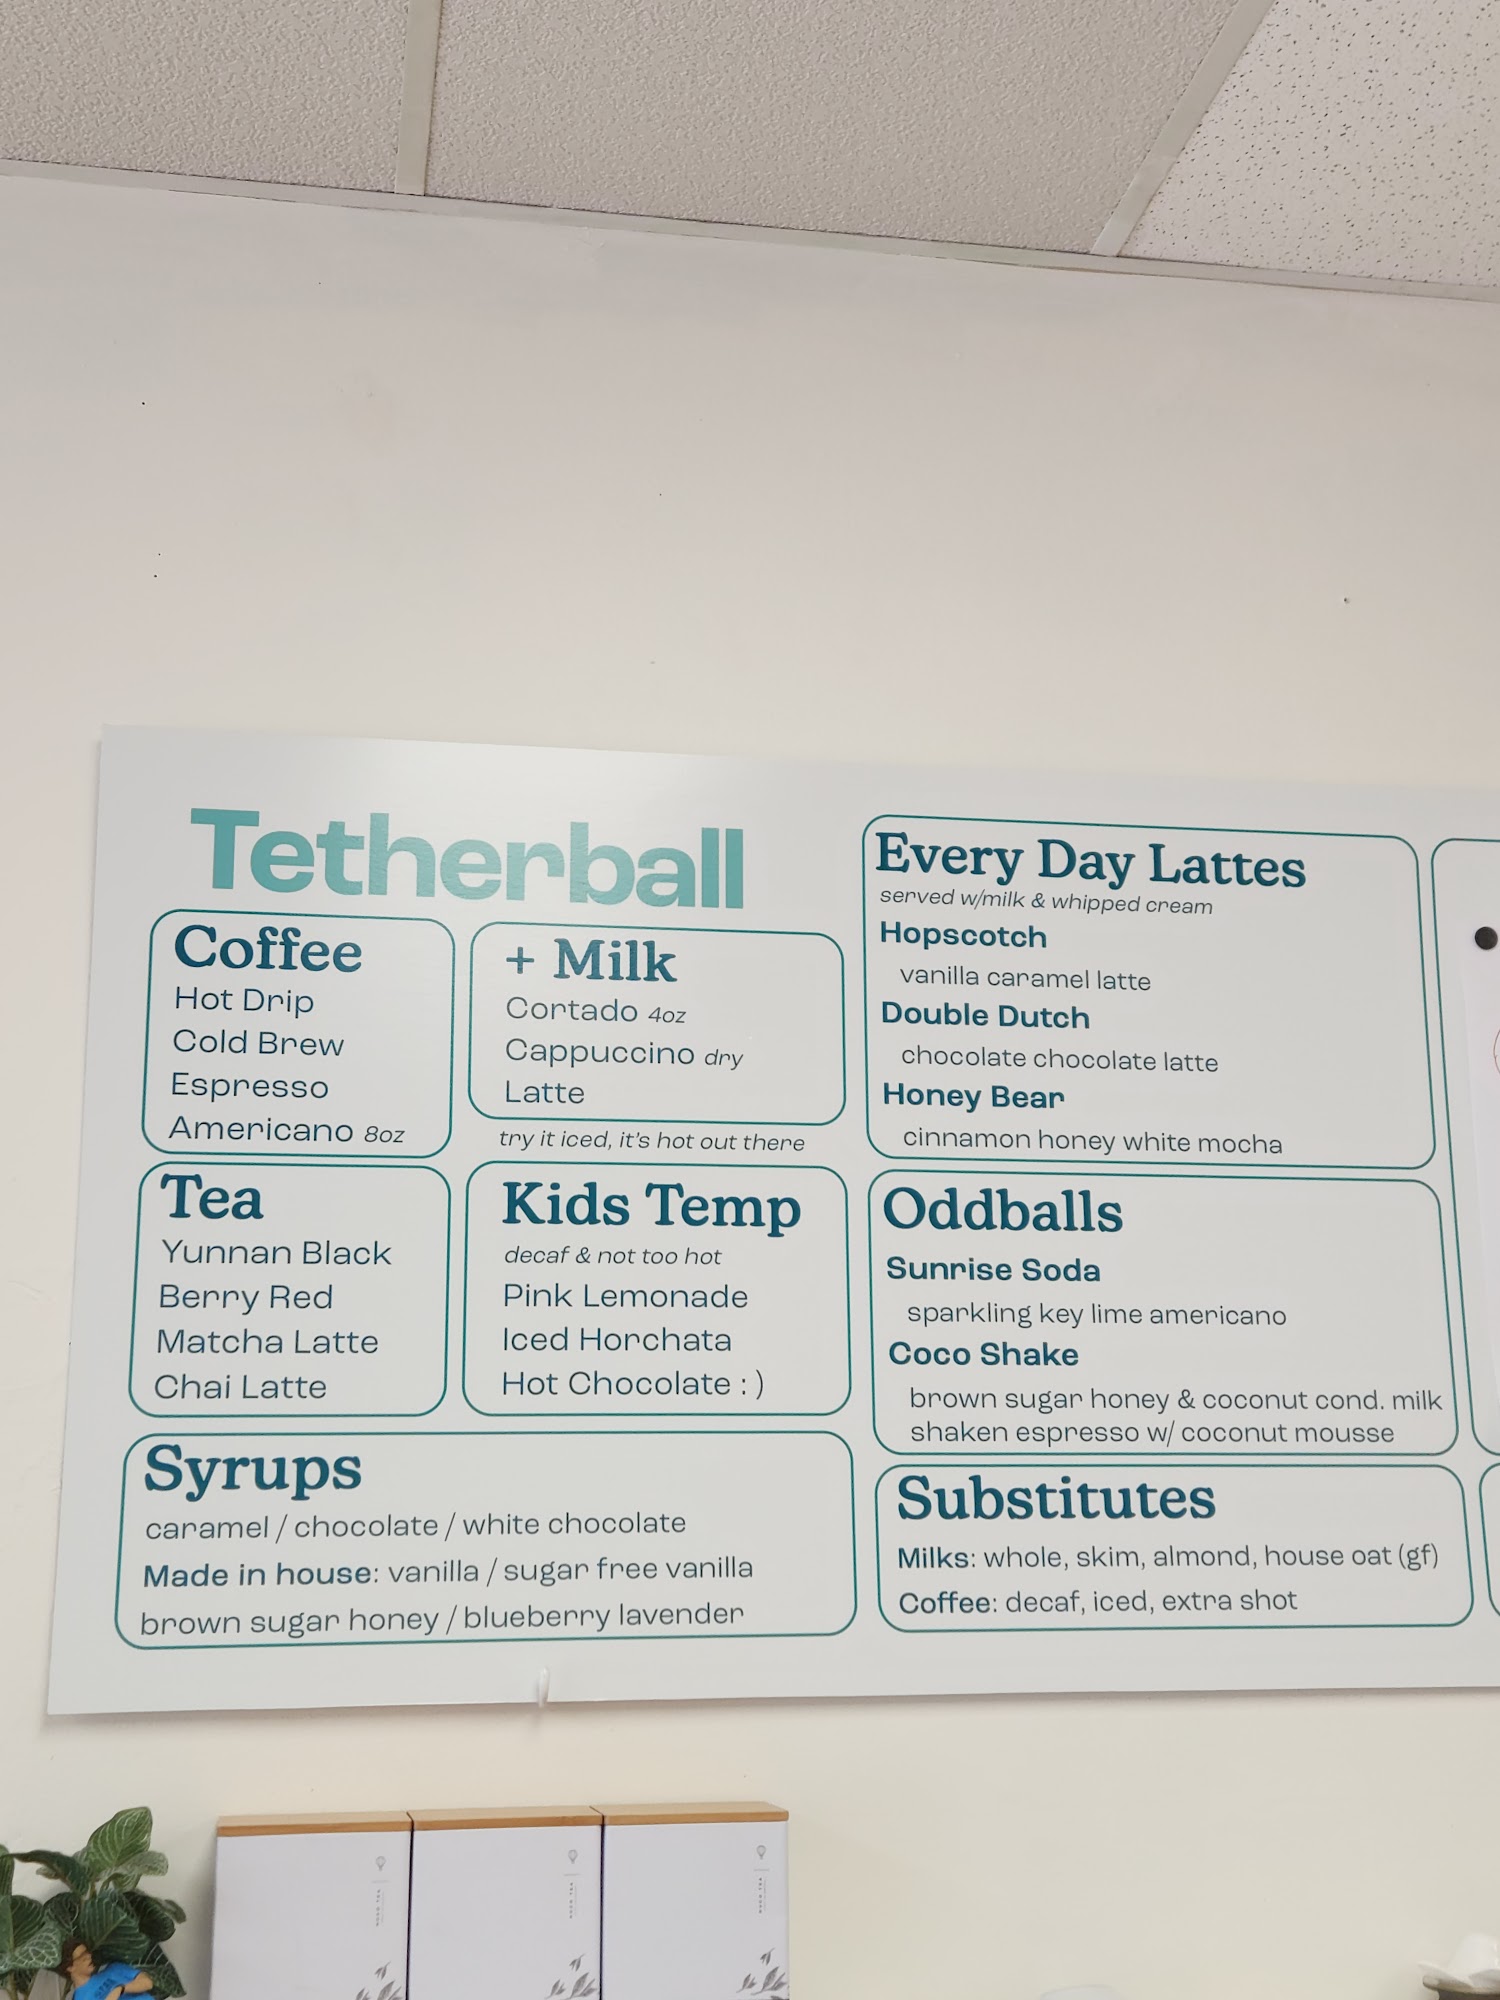 Tetherball
Coffee
Hot Drip
Cold Brew
Espresso
Americano 8oz
+ Milk
Cortado 4oz
Cappuccino dry
Latte
try it iced, it's hot out there
Tea
Yunnan Black
Berry Red
Matcha Latte
Chai Latte
Kids Temp
decaf & not too hot
Pink Lemonade
Iced Horchata
Hot Chocolate : )
Syrups
caramel / chocolate / white chocolate
Made in house: vanilla / sugar free vanilla
brown sugar honey / blueberry lavender
Every Day Lattes
served w/milk & whipped cream
Hopscotch
vanilla caramel latte
Double Dutch
chocolate chocolate latte
Honey Bear
cinnamon honey white mocha
Oddballs
Sunrise Soda
sparkling key lime americano
Coco Shake
brown sugar honey & coconut cond. milk
shaken espresso w/ coconut mousse
Substitutes
Milks: whole, skim, almond, house oat (gf)
Coffee: decaf, iced, extra shot